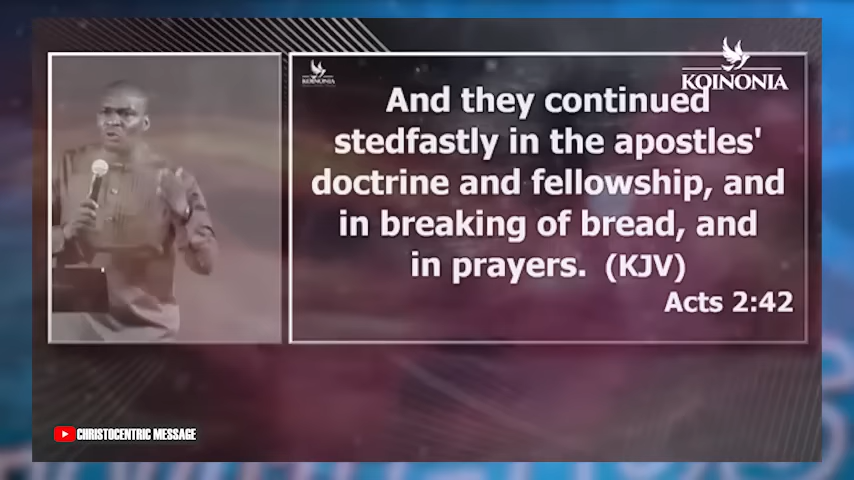 KOINONIA
KOINONIA
And they continued
stedfastly in the apostles'
doctrine and fellowship, and
in breaking of bread, and
in prayers. (KJV)
Acts 2:42
CHRISTOCENTRIC MESSAGE